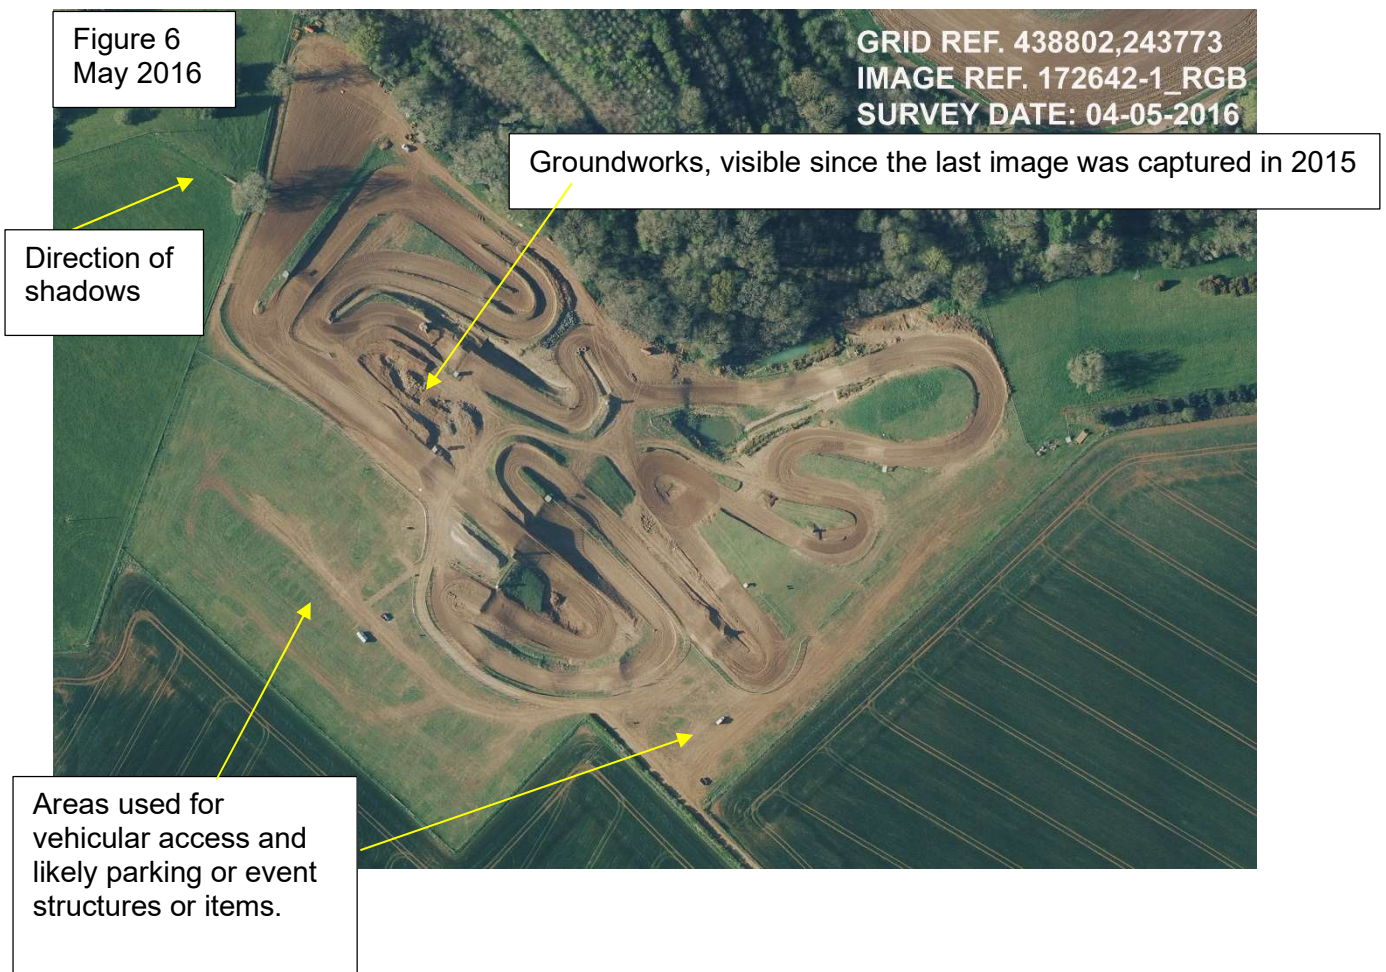 Figure 6
May 2016
GRID REF. 438802,243773
IMAGE REF. 172642-1_RGB
SURVEY DATE: 04-05-2016
Groundworks, visible since the last image was captured in 2015
Direction of
shadows
Areas used for
vehicular access and
likely parking or event
structures or items.